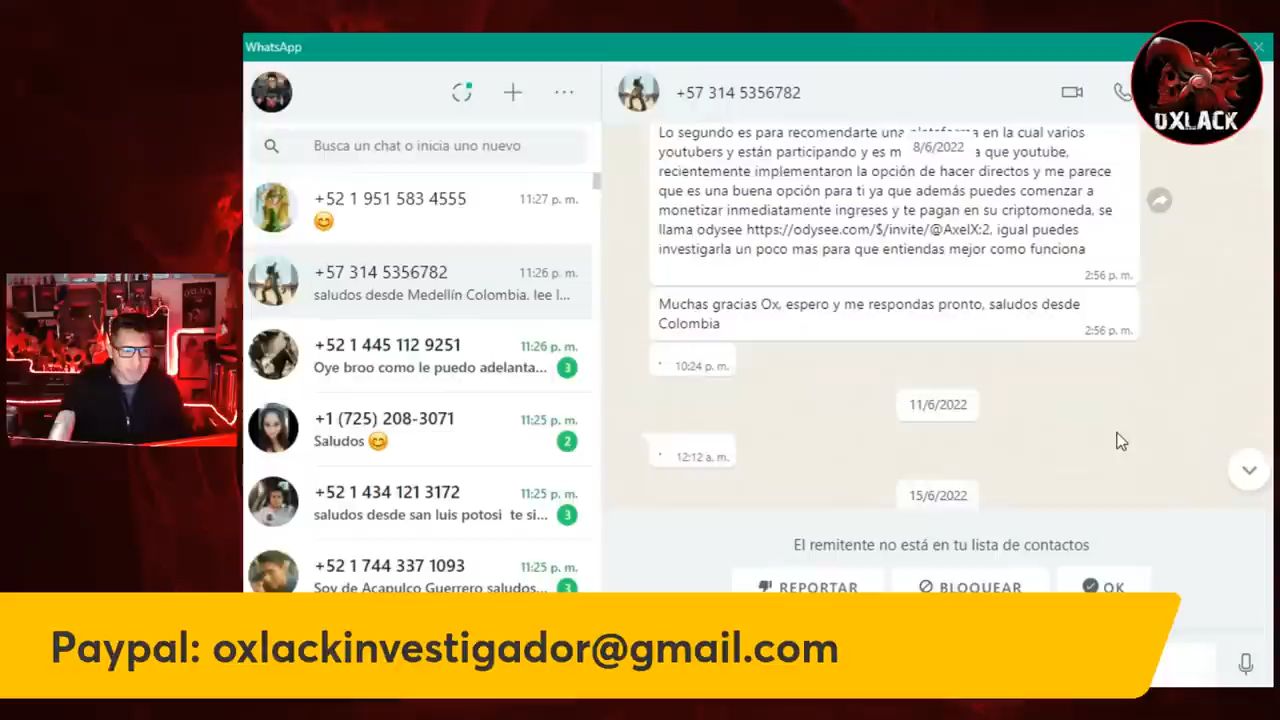 WhatsApp
OXLACK
Busca un chat o inicia uno nuevo
+52 1 951 583 4555
11:27 p. m.
+57 314 5356782
11:26 p. m.
saludos desde Medellín Colombia. lee l...
+52 1 445 112 9251
11:26 p. m.
Oye broo como le puedo adelanta...
3
+1 (725) 208-3071
11:25 p. m.
Saludos
2
+52 1 434 121 3172
11:25 p. m.
saludos desde san luis potosi te si...
3
+52 1 744 337 1093
11:25 p. m.
Soy de Acapulco Guerrero saludos...
3
+57 314 5356782
Lo segundo es para recomendarte una plataforma en la cual varios
8/6/2022
youtubers y están participando y es m a que youtube,
recientemente implementaron la opción de hacer directos y me parece
que es una buena opción para ti ya que además puedes comenzar a
monetizar inmediatamente ingreses y te pagan en su criptomoneda, se
llama odysee https://odysee.com/$/invite/@AxelX:2, igual puedes
investigarla un poco mas para que entiendas mejor como funciona
2:56 p. m.
Muchas gracias Ox, espero y me respondas pronto, saludos desde
Colombia
2:56 p. m.
. 10:24 p. m.
11/6/2022
. 12:12 a. m.
15/6/2022
El remitente no está en tu lista de contactos
REPORTAR
BLOQUEAR
OK
Paypal: oxlackinvestigador@gmail.com